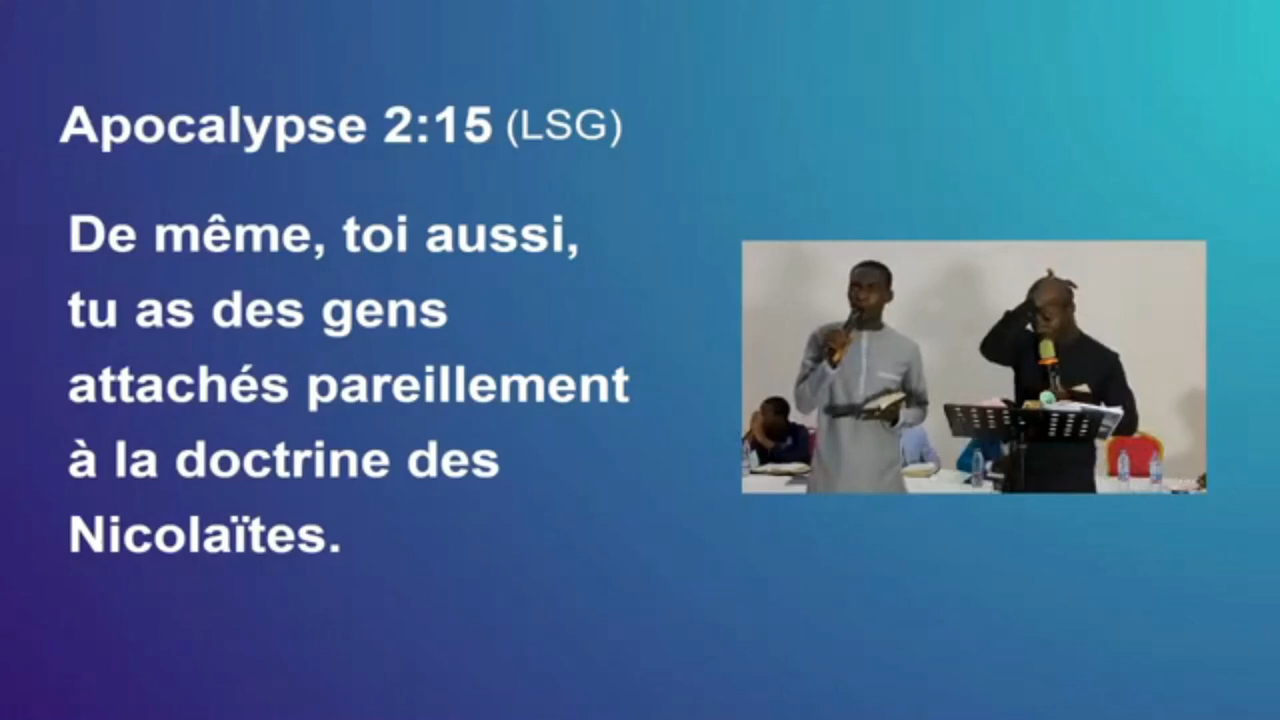 Apocalypse 2:15 (LSG)
De même, toi aussi,
tu as des gens
attachés pareillement
à la doctrine des
Nicolaïtes.